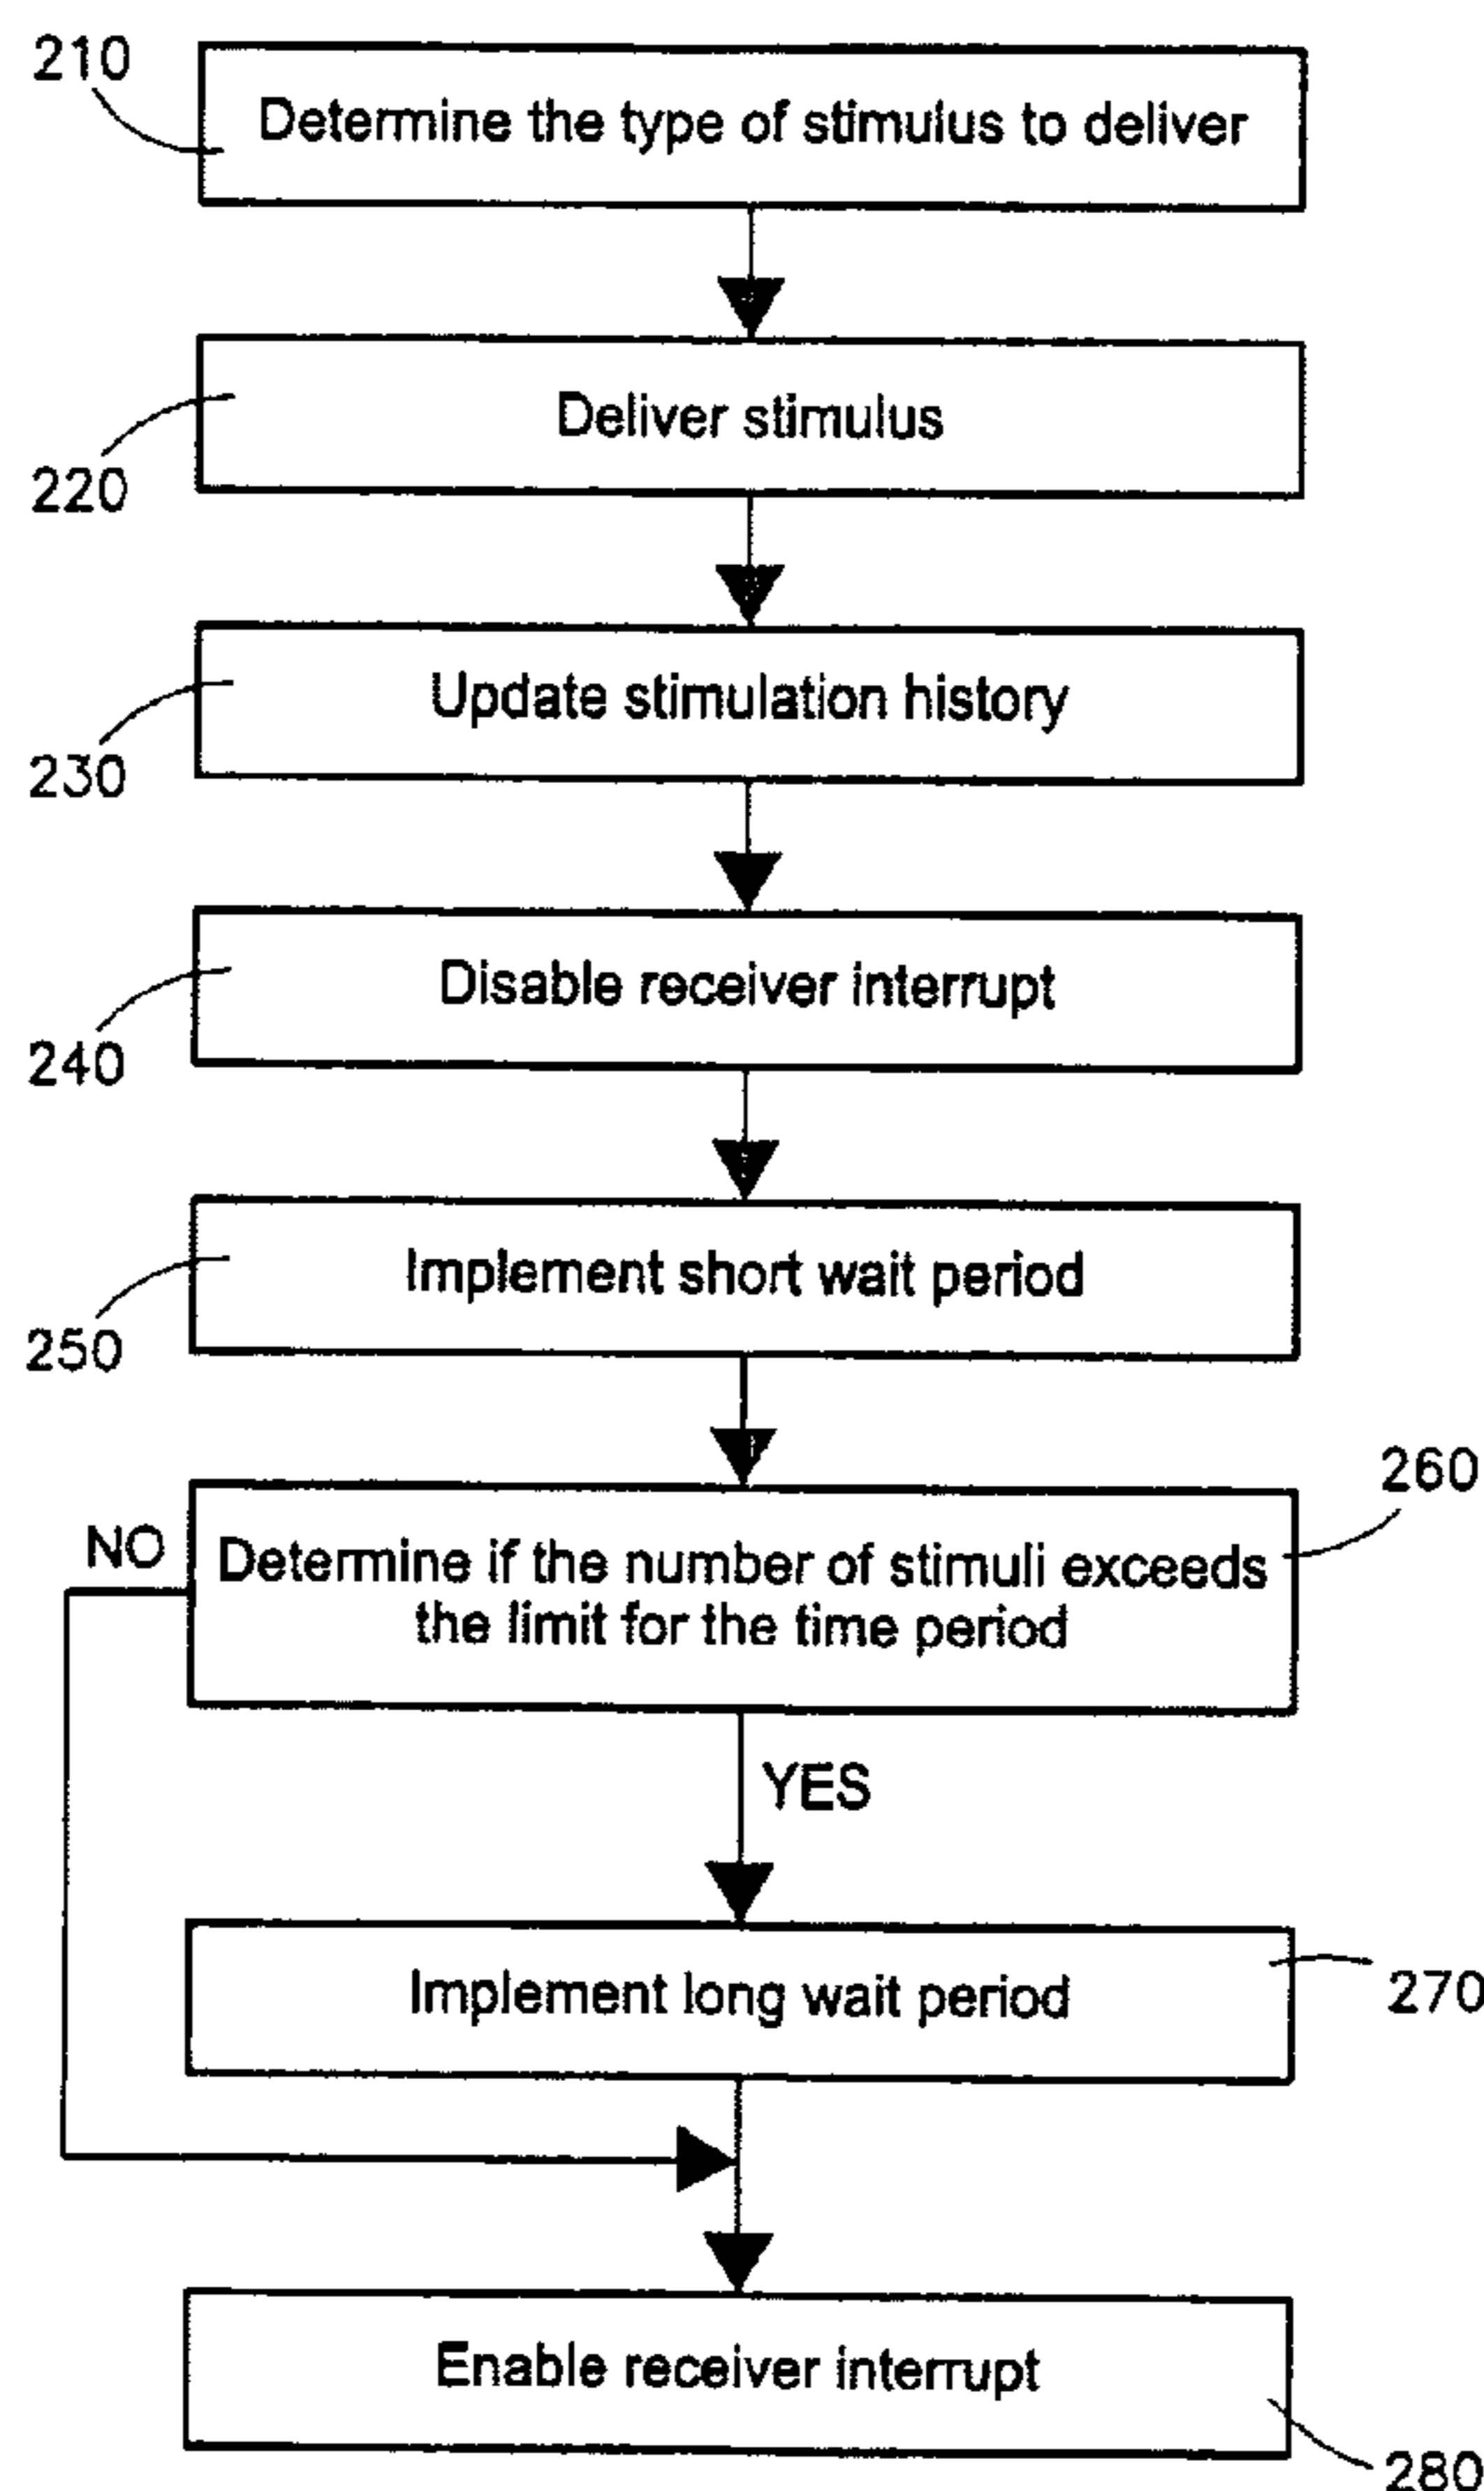 210
Determine the type of stimulus to deliver
Deliver stimulus
220
Update stimulation history
230
Disable receiver interrupt
240
Implement short wait period
250
260
NO
Determine if the number of stimuli exceeds
the limit for the time period
YES
Implement long wait period
270
Enable receiver interrupt
280